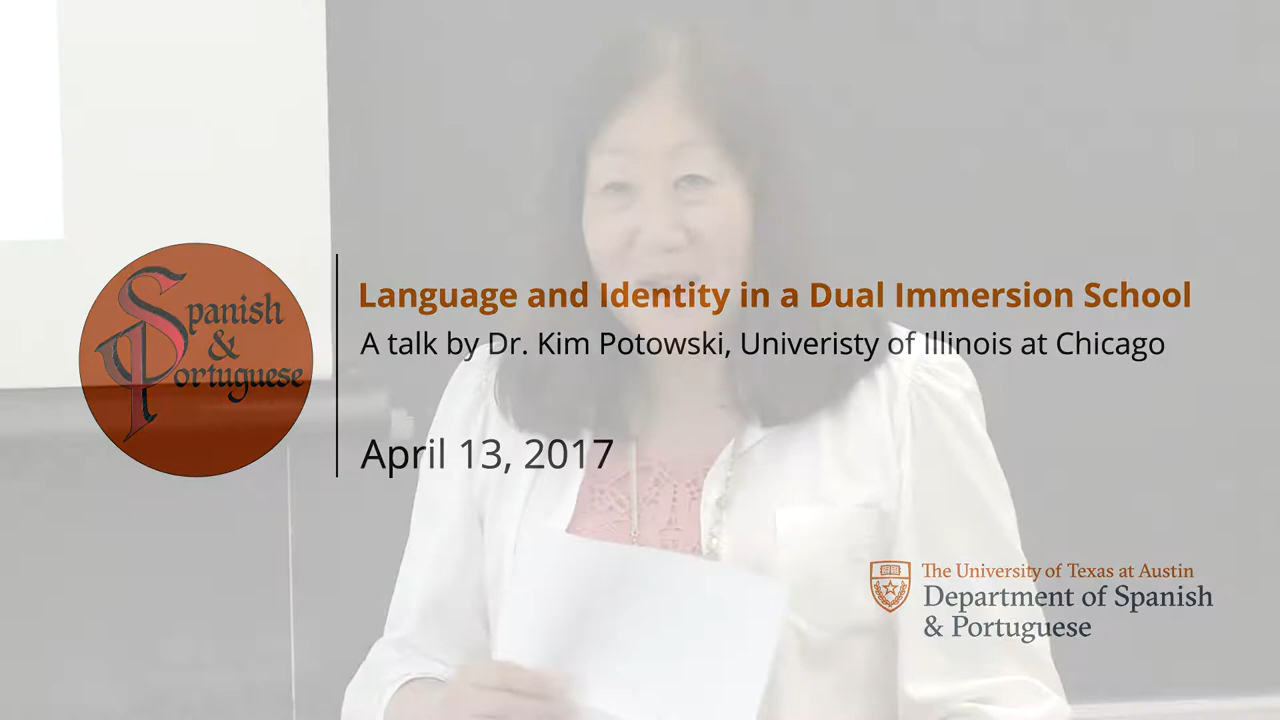 Spanish
&
Portuguese
Language and Identity in a Dual Immersion School
A talk by Dr. Kim Potowski, Univeristy of Illinois at Chicago
April 13, 2017
The University of Texas at Austin
Department of Spanish
& Portuguese